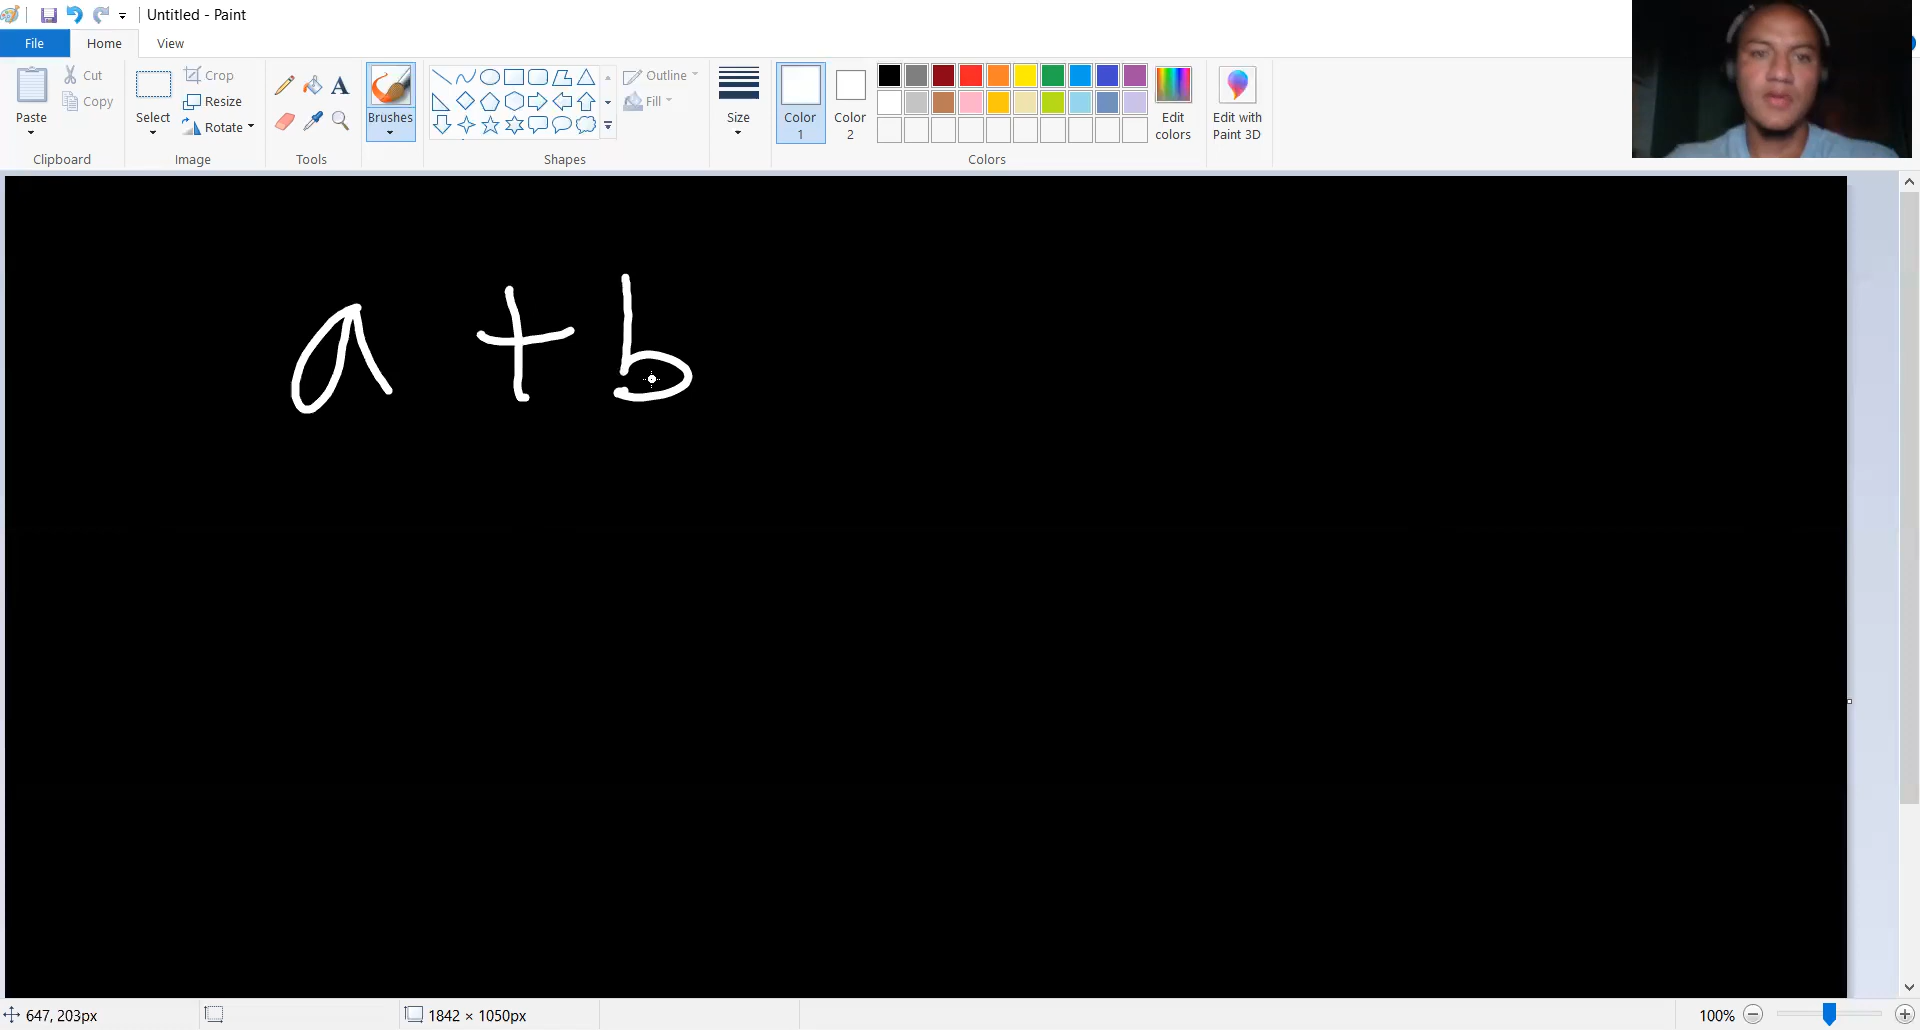 Untitled - Paint
File Home View
Paste Cut Copy Select Crop Resize Rotate A Brushes Outline Fill Size Color 1 Color 2 Edit colors Edit with Paint 3D
Clipboard Image Tools Shapes Colors
a + b
647, 203px 1842 × 1050px 100%